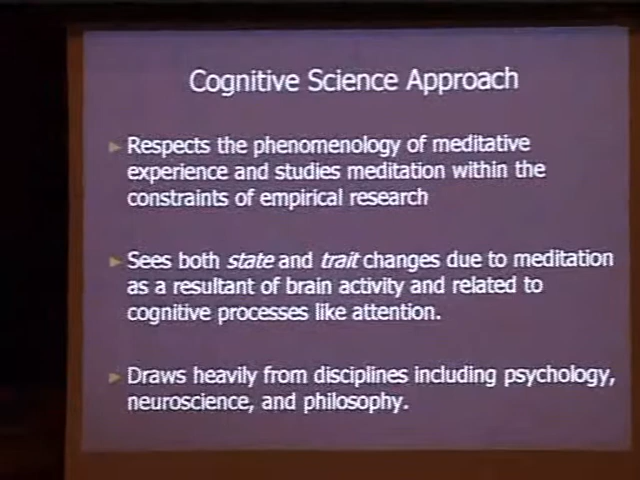 Cognitive Science Approach
Respects the phenomenology of meditative
experience and studies meditation within the
constraints of empirical research
Sees both state and trait changes due to meditation
as a resultant of brain activity and related to
cognitive processes like attention.
Draws heavily from disciplines including psychology,
neuroscience, and philosophy.